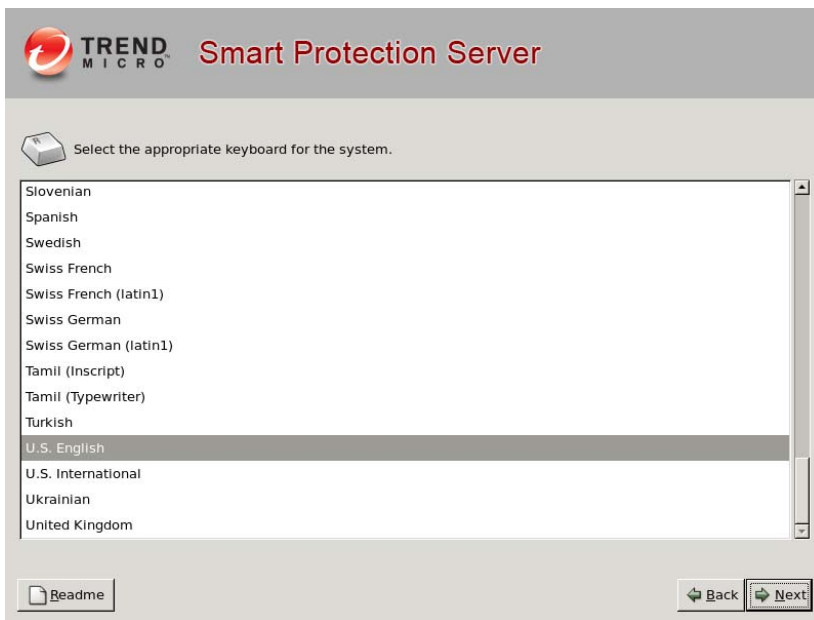 TREND
MICRO™
Smart Protection Server
R
Select the appropriate keyboard for the system.
Slovenian
Spanish
Swedish
Swiss French
Swiss French (latin1)
Swiss German
Swiss German (latin1)
Tamil (Inscript)
Tamil (Typewriter)
Turkish
U.S. English
U.S. International
Ukrainian
United Kingdom
Readme
Back
Next